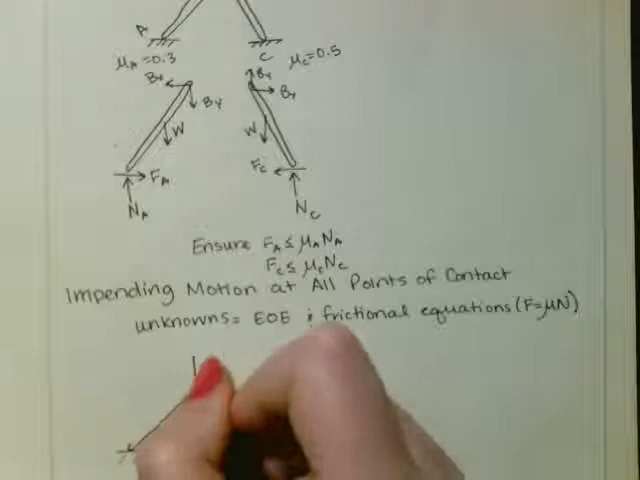 A
C
μA=0.3
μC=0.5
Bx
By
By
Bx
W
W
FA
FC
NA
NC
Ensure FA ≤ μANA
FC ≤ μCNC
Impending Motion at All Points of Contact
unknowns = EOE & frictional equations (F=μN)